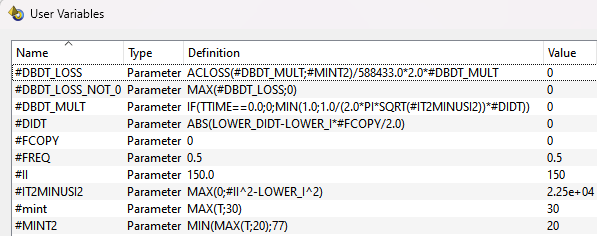 User Variables
Name Type Definition Value
#DBDT_LOSS Parameter ACLOSS(#DBDT_MULT;#MINT2)/588433.0*2.0*#DBDT_MULT 0
#DBDT_LOSS_NOT_0 Parameter MAX(#DBDT_LOSS;0) 0
#DBDT_MULT Parameter IF(TTIME==0.0;0;MIN(1.0;1.0/(2.0*PI*SQRT(#IT2MINUSI2))*#DIDT)) 0
#DIDT Parameter ABS(LOWER_DIDT-LOWER_I*#FCOPY/2.0) 0
#FCOPY Parameter 0 0
#FREQ Parameter 0.5 0.5
#II Parameter 150.0 150
#IT2MINUSI2 Parameter MAX(0;#II^2-LOWER_I^2) 2.25e+04
#mint Parameter MAX(T;30) 30
#MINT2 Parameter MIN(MAX(T;20);77) 20